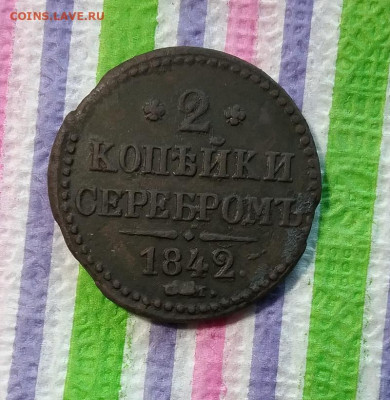 COINS.LAVE.RU
2
КОПѢЙКИ
СЕРЕБРОМЪ.
1842.